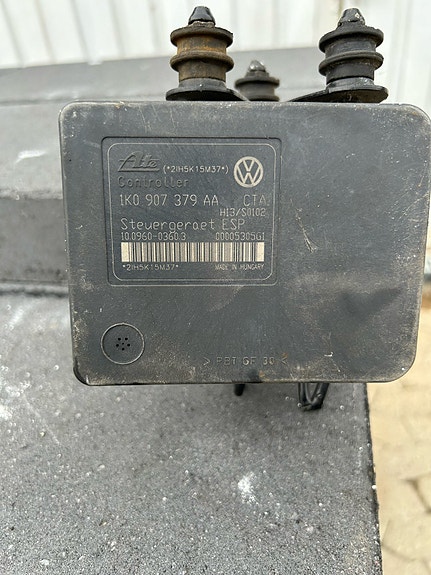 Ate (*2IH5K15M37*)
Controller
1K0 907 379 AA CTA
H13/S0102
Steuergeraet ESP
10.0960-0360.3 00005305G1
*2IH5K15M37* MADE IN HUNGARY
> PBT GF 30 <